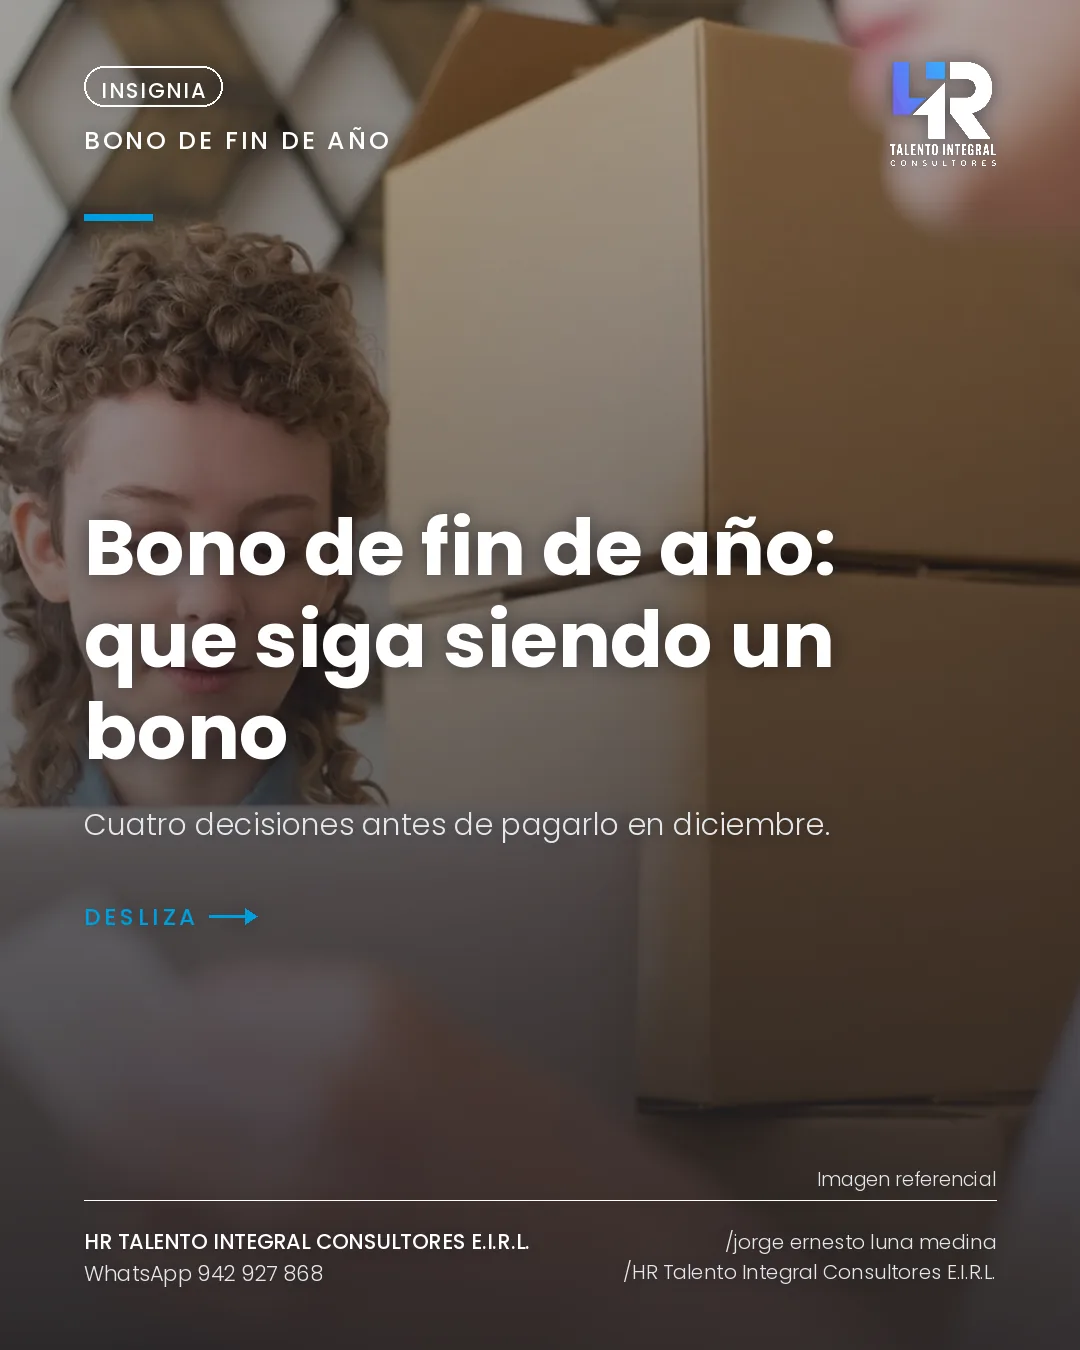 INSIGNIA
BONO DE FIN DE AÑO
TALENTO INTEGRAL
CONSULTORES
Bono de fin de año:
que siga siendo un
bono
Cuatro decisiones antes de pagarlo en diciembre.
DESLIZA
Imagen referencial
HR TALENTO INTEGRAL CONSULTORES E.I.R.L.
WhatsApp 942 927 868
/jorge ernesto luna medina
/HR Talento Integral Consultores E.I.R.L.